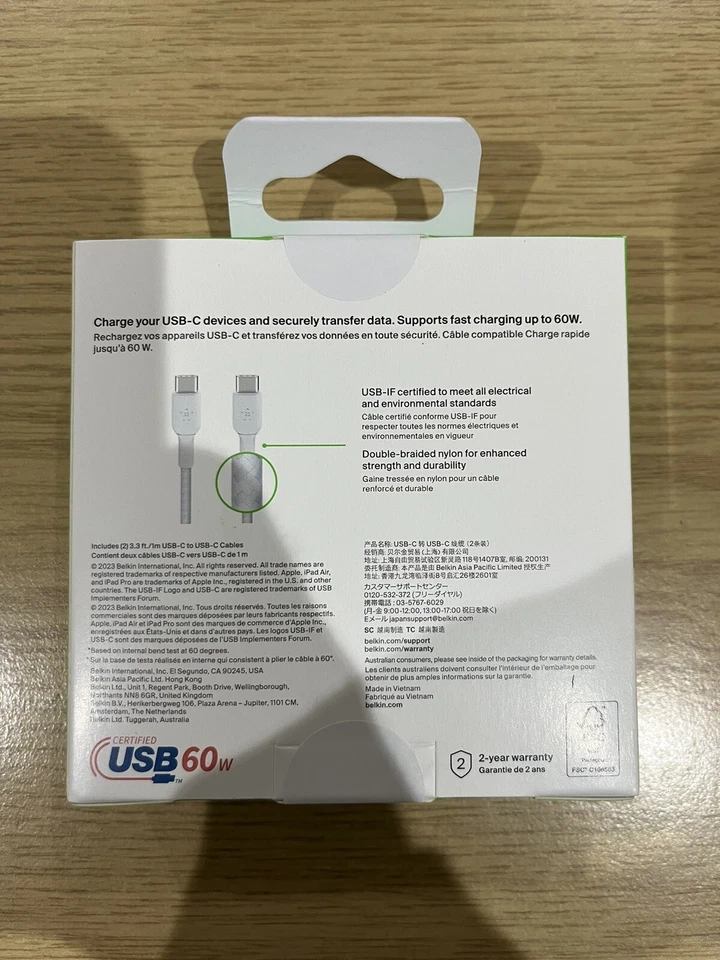 Charge your USB-C devices and securely transfer data. Supports fast charging up to 60W.
Rechargez vos appareils USB-C et transférez vos données en toute sécurité. Câble compatible Charge rapide
jusqu'à 60 W.
USB-IF certified to meet all electrical
and environmental standards
Câble certifié conforme USB-IF pour
respecter toutes les normes électriques et
environnementales en vigueur
Double-braided nylon for enhanced
strength and durability
Gaine tressée en nylon pour un câble
renforcé et durable
Includes (2) 3.3 ft./1m USB-C to USB-C Cables
Contient deux câbles USB-C vers USB-C de 1 m
© 2023 Belkin International, Inc. All rights reserved. All trade names are
registered trademarks of respective manufacturers listed. Apple, iPad Air,
and iPad Pro are trademarks of Apple Inc., registered in the U.S. and other
countries. The USB-IF Logo and USB-C are registered trademarks of USB
Implementers Forum.
© 2023 Belkin International, Inc. Tous droits réservés. Toutes les raisons
commerciales sont des marques déposées par leurs fabricants respectifs.
Apple, iPad Air et iPad Pro sont des marques de commerce d'Apple Inc.,
enregistrées aux États-Unis et dans d'autres pays. Les logos USB-IF et
USB-C sont des marques déposées de l'USB Implementers Forum.
*Based on internal bend test at 60 degrees.
*Sur la base de tests réalisés en interne qui consistent à plier le câble à 60°.
Belkin International, Inc. El Segundo, CA 90245, USA
Belkin Asia Pacific Ltd. Hong Kong
Belkin Ltd., Unit 1, Regent Park, Booth Drive, Wellingborough,
Northants NN8 6GR, United Kingdom
Belkin B.V., Herikerbergweg 106, Plaza Arena – Jupiter, 1101 CM,
Amsterdam, The Netherlands
Belkin Ltd. Tuggerah, Australia
CERTIFIED
USB 60W
TM
产品名称: USB-C 转 USB-C 线缆 (2条装)
经销商: 贝尔金贸易 (上海) 有限公司
地址: 上海自由贸易试验区新灵路118号1407B室, 邮编: 200131
委托制造商: 本产品是由 Belkin Asia Pacific Limited 授权生产
地址: 香港九龙湾临泽街8号启汇26楼2601室
カスタマーサポートセンター
0120-532-372 (フリーダイヤル)
携帯電話 : 03-5767-6029
(月-金 9:00-12:00, 13:00-17:00 祝日を除く)
Eメール japansupport@belkin.com
SC 越南制造 TC 越南製造
belkin.com/support
belkin.com/warranty
Australian consumers, please see inside of the packaging for warranty details.
Les clients australiens doivent consulter l'intérieur de l'emballage pour
obtenir de plus amples informations sur la garantie.
Made in Vietnam
Fabriqué au Vietnam
belkin.com
2
2-year warranty
Garantie de 2 ans
FSC